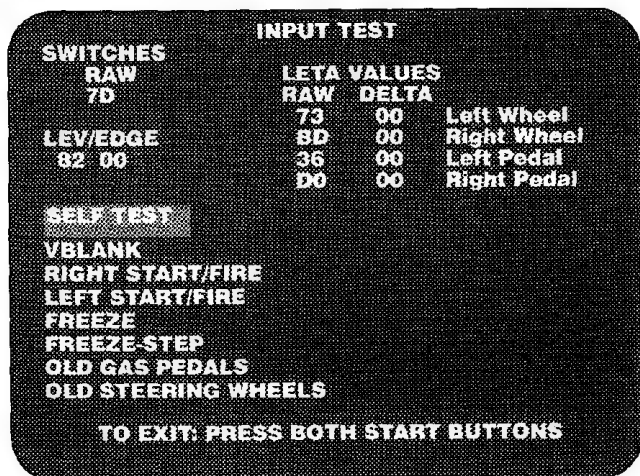 INPUT TEST
SWITCHES
RAW
7D
LEV/EDGE
82 00
LETA VALUES
RAW DELTA
73 00 Left Wheel
8D 00 Right Wheel
36 00 Left Pedal
D0 00 Right Pedal
SELF TEST
VBLANK
RIGHT START/FIRE
LEFT START/FIRE
FREEZE
FREEZE-STEP
OLD GAS PEDALS
OLD STEERING WHEELS
TO EXIT: PRESS BOTH START BUTTONS